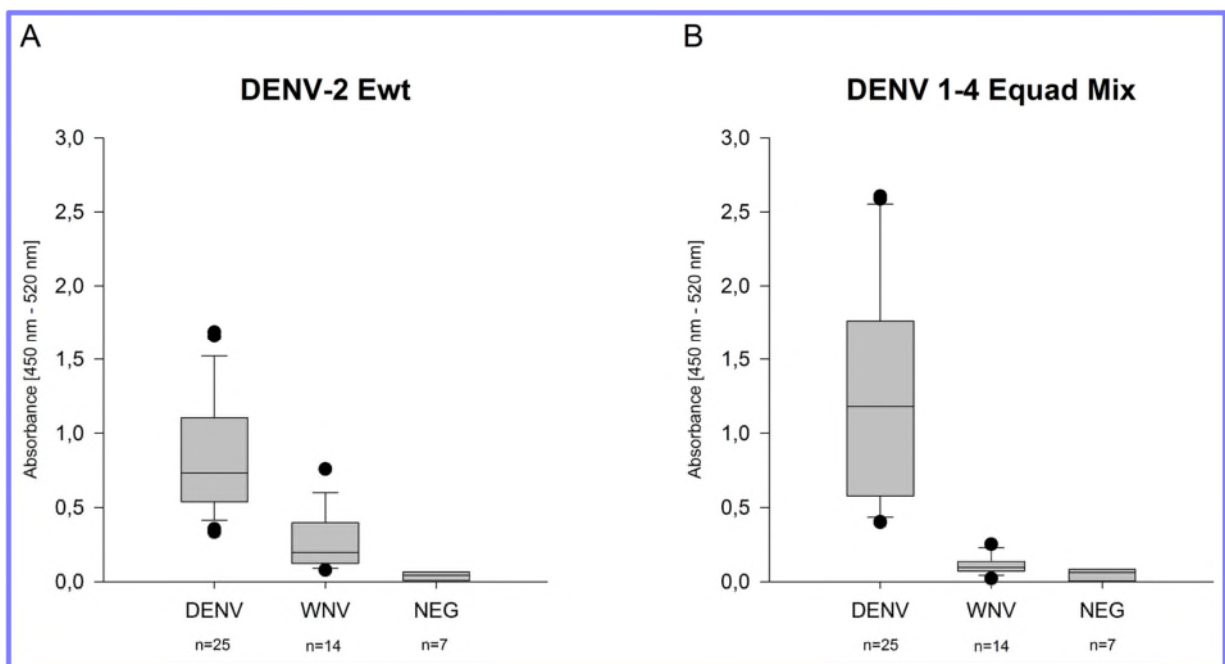 A
DENV-2 Ewt
3,0
2,5
2,0
1,5
1,0
0,5
0,0
Absorbance [450 nm - 520 nm]
DENV WNV NEG
n=25 n=14 n=7
B
DENV 1-4 Equad Mix
3,0
2,5
2,0
1,5
1,0
0,5
0,0
Absorbance [450 nm - 520 nm]
DENV WNV NEG
n=25 n=14 n=7